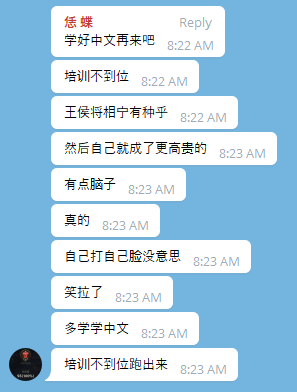 恁 蝶 Reply
学好中文再来吧 8:22 AM
培训不到位 8:22 AM
王侯将相宁有种乎 8:22 AM
然后自己就成了更高贵的 8:23 AM
有点脑子 8:23 AM
真的 8:23 AM
自己打自己脸没意思 8:23 AM
笑拉了 8:23 AM
多学学中文 8:23 AM
培训不到位跑出来 8:23 AM